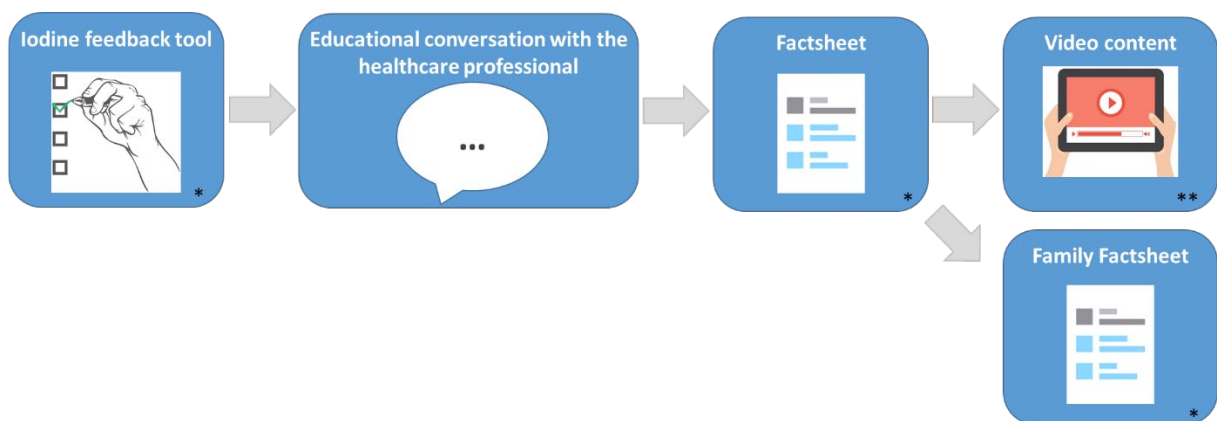 Iodine feedback tool
*
Educational conversation with the
healthcare professional
...
Factsheet
*
Video content
**
Family Factsheet
*